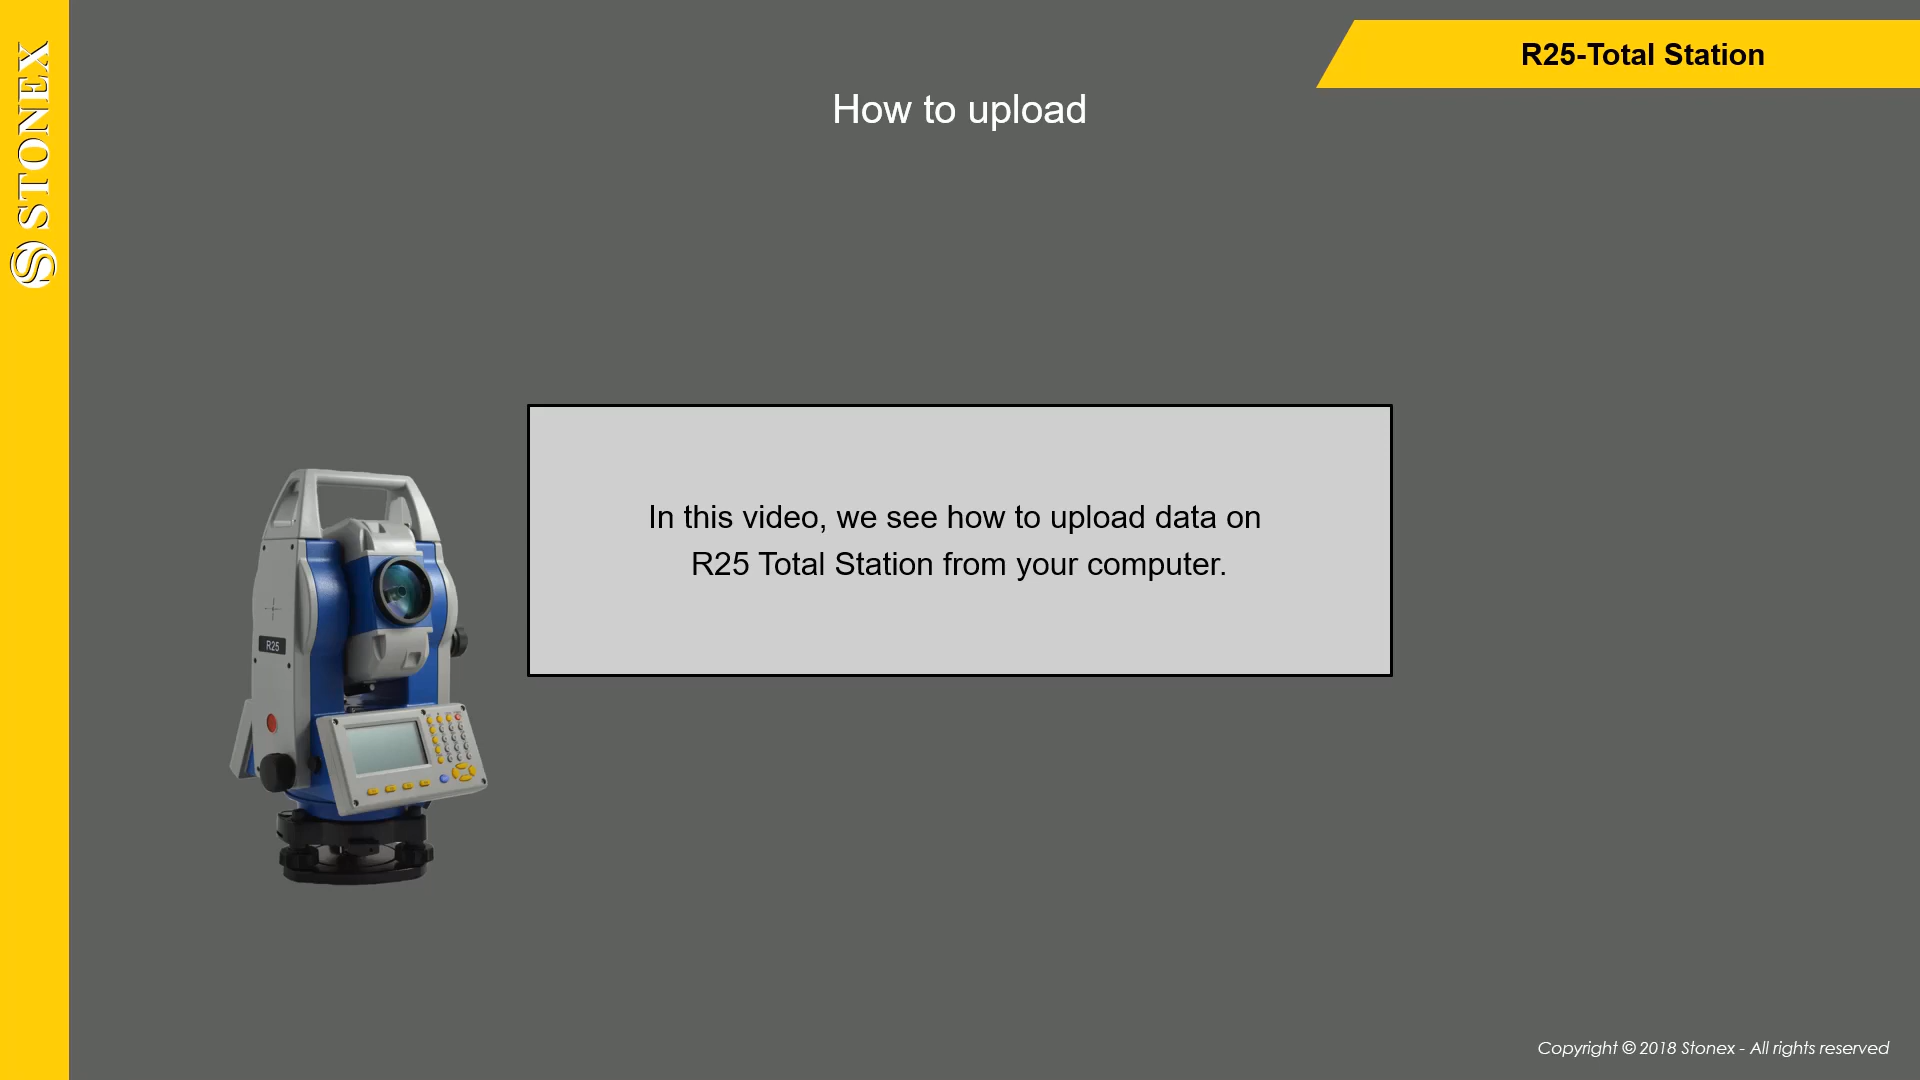 STONEX
R25-Total Station
How to upload
In this video, we see how to upload data on
R25 Total Station from your computer.
R25
Copyright © 2018 Stonex - All rights reserved